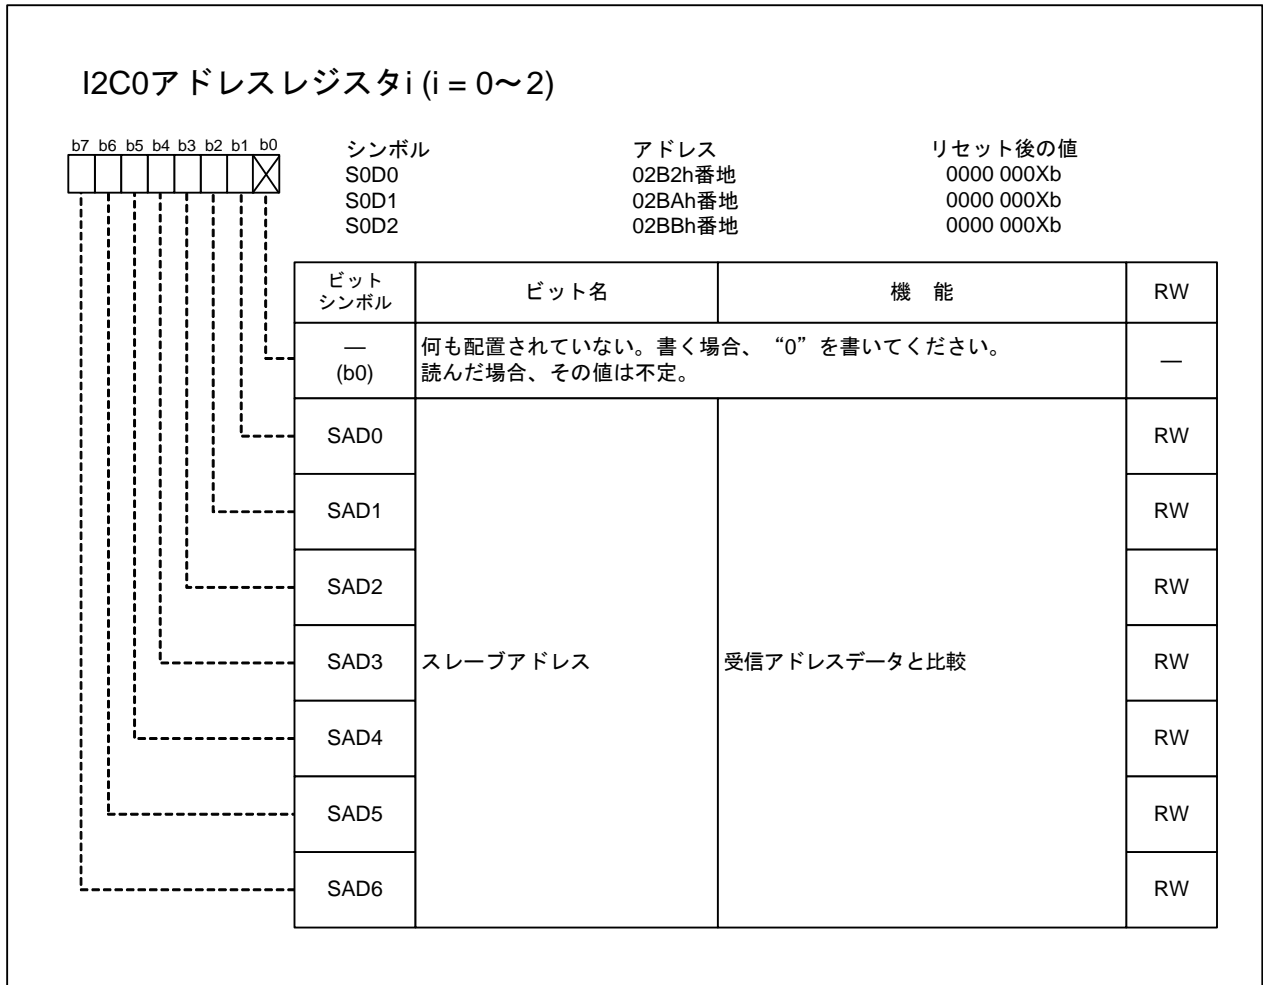 I2C0アドレスレジスタi (i = 0～2)
b7 b6 b5 b4 b3 b2 b1 b0
シンボル アドレス リセット後の値
S0D0 02B2h番地 0000 000Xb
S0D1 02BAh番地 0000 000Xb
S0D2 02BBh番地 0000 000Xb
ビット
シンボル
ビット名
機 能
RW
—
(b0)
何も配置されていない。書く場合、“0”を書いてください。
読んだ場合、その値は不定。
—
SAD0
RW
SAD1
RW
SAD2
RW
SAD3
スレーブアドレス
受信アドレスデータと比較
RW
SAD4
RW
SAD5
RW
SAD6
RW